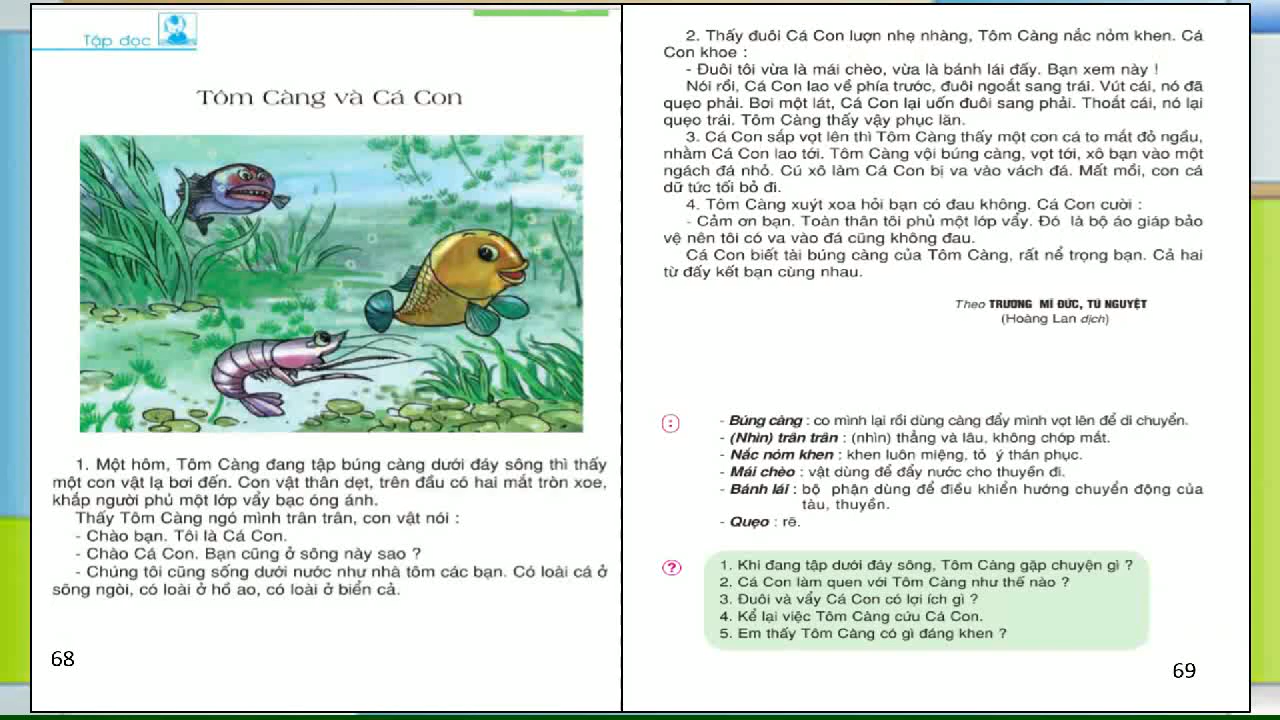 Tập đọc
Tôm Càng và Cá Con
1. Một hôm, Tôm Càng đang tập búng càng dưới đáy sông thì thấy
một con vật lạ bơi đến. Con vật thân dẹt, trên đầu có hai mắt tròn xoe,
khắp người phủ một lớp vẩy bạc óng ánh.
Thấy Tôm Càng ngó mình trân trân, con vật nói :
- Chào bạn. Tôi là Cá Con.
- Chào Cá Con. Bạn cũng ở sông này sao ?
- Chúng tôi cũng sống dưới nước như nhà tôm các bạn. Có loài cá ở
sông ngòi, có loài ở hồ ao, có loài ở biển cả.
68
2. Thấy đuôi Cá Con lượn nhẹ nhàng, Tôm Càng nắc nỏm khen. Cá
Con khoe :
- Đuôi tôi vừa là mái chèo, vừa là bánh lái đấy. Bạn xem này !
Nói rồi, Cá Con lao về phía trước, đuôi ngoắt sang trái. Vút cái, nó đã
quẹo phải. Bơi một lát, Cá Con lại uốn đuôi sang phải. Thoắt cái, nó lại
quẹo trái. Tôm Càng thấy vậy phục lăn.
3. Cá Con sắp vọt lên thì Tôm Càng thấy một con cá to mắt đỏ ngầu,
nhằm Cá Con lao tới. Tôm Càng vội búng càng, vọt tới, xô bạn vào một
ngách đá nhỏ. Cú xô làm Cá Con bị va vào vách đá. Mất mồi, con cá
dữ tức tối bỏ đi.
4. Tôm Càng xuýt xoa hỏi bạn có đau không. Cá Con cười :
- Cảm ơn bạn. Toàn thân tôi phủ một lớp vẩy. Đó là bộ áo giáp bảo
vệ nên tôi có va vào đá cũng không đau.
Cá Con biết tài búng càng của Tôm Càng, rất nể trọng bạn. Cả hai
từ đấy kết bạn cùng nhau.
Theo TRƯƠNG MĨ ĐỨC, TÚ NGUYỆT
(Hoàng Lan dịch)
- Búng càng : co mình lại rồi dùng càng đẩy mình vọt lên để di chuyển.
- (Nhìn) trân trân : (nhìn) thẳng và lâu, không chớp mắt.
- Nắc nỏm khen : khen luôn miệng, tỏ ý thán phục.
- Mái chèo : vật dùng để đẩy nước cho thuyền đi.
- Bánh lái : bộ phận dùng để điều khiển hướng chuyển động của
tàu, thuyền.
- Quẹo : rẽ.
?
1. Khi đang tập dưới đáy sông, Tôm Càng gặp chuyện gì ?
2. Cá Con làm quen với Tôm Càng như thế nào ?
3. Đuôi và vẩy Cá Con có lợi ích gì ?
4. Kể lại việc Tôm Càng cứu Cá Con.
5. Em thấy Tôm Càng có gì đáng khen ?
69